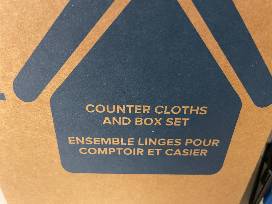 COUNTER CLOTHS
AND BOX SET
ENSEMBLE LINGES POUR
COMPTOIR ET CASIER